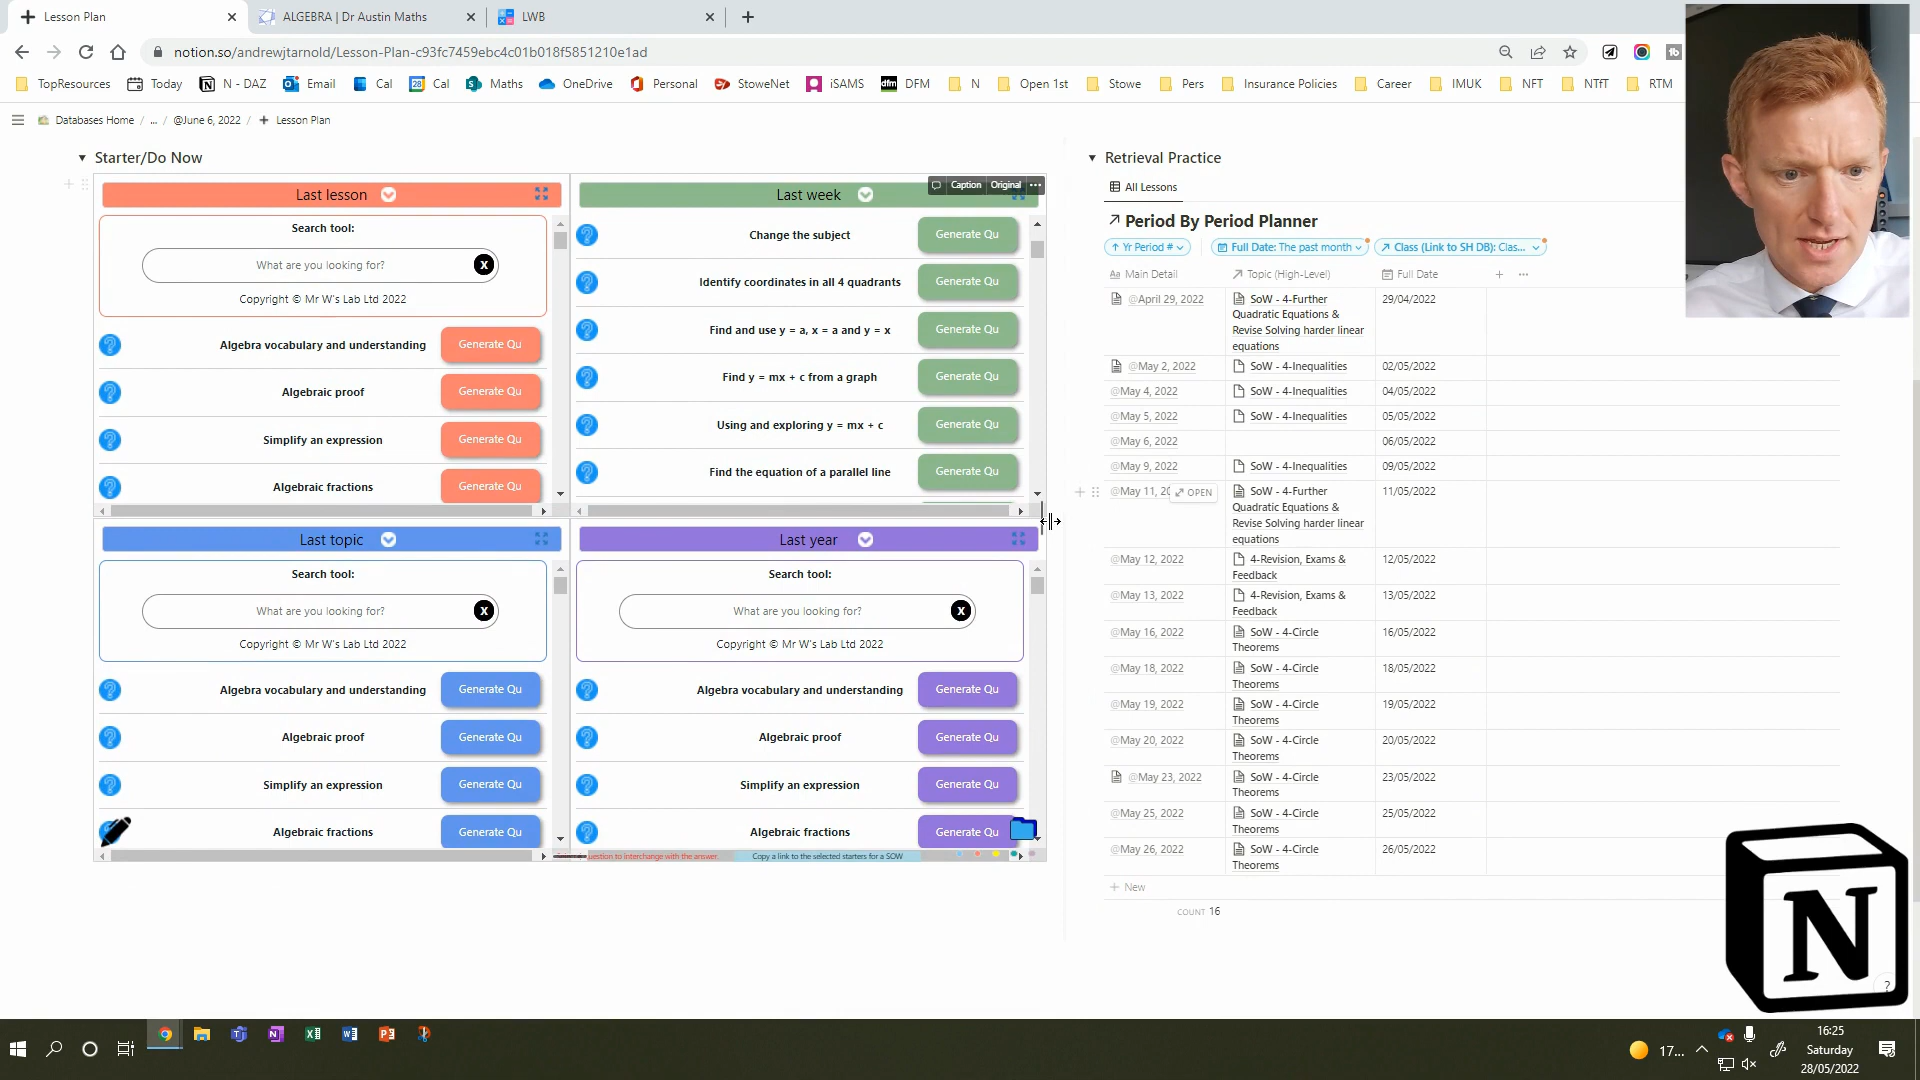 Lesson Plan
ALGEBRA | Dr Austin Maths
LWB
notion.so/andrewjtarnold/Lesson-Plan-c93fc7459ebc4c01b018f5851210e1ad
TopResources
Today
N - DAZ
Email
Cal
28 Cal
Maths
OneDrive
Personal
StoweNet
iSAMS
dfm DFM
N
Open 1st
Stowe
Pers
Insurance Policies
Career
IMUK
NFT
NTfT
RTM
Databases Home / ... / @June 6, 2022 / Lesson Plan
Starter/Do Now
Last lesson
Search tool:
What are you looking for?
X
Copyright © Mr W's Lab Ltd 2022
Algebra vocabulary and understanding
Generate Qu
Algebraic proof
Generate Qu
Simplify an expression
Generate Qu
Algebraic fractions
Generate Qu
Last week
Caption
Original
Change the subject
Generate Qu
Identify coordinates in all 4 quadrants
Generate Qu
Find and use y = a, x = a and y = x
Generate Qu
Find y = mx + c from a graph
Generate Qu
Using and exploring y = mx + c
Generate Qu
Find the equation of a parallel line
Generate Qu
Last topic
Search tool:
What are you looking for?
X
Copyright © Mr W's Lab Ltd 2022
Algebra vocabulary and understanding
Generate Qu
Algebraic proof
Generate Qu
Simplify an expression
Generate Qu
Algebraic fractions
Generate Qu
Last year
Search tool:
What are you looking for?
X
Copyright © Mr W's Lab Ltd 2022
Algebra vocabulary and understanding
Generate Qu
Algebraic proof
Generate Qu
Simplify an expression
Generate Qu
Algebraic fractions
Generate Qu
question to interchange with the answer.
Copy a link to the selected starters for a SOW
Retrieval Practice
All Lessons
Period By Period Planner
Yr Period #
Full Date: The past month
Class (Link to SH DB): Clas...
Aa Main Detail
Topic (High-Level)
Full Date
@April 29, 2022
SoW - 4-Further
Quadratic Equations &
Revise Solving harder linear
equations
29/04/2022
@May 2, 2022
SoW - 4-Inequalities
02/05/2022
@May 4, 2022
SoW - 4-Inequalities
04/05/2022
@May 5, 2022
SoW - 4-Inequalities
05/05/2022
@May 6, 2022
06/05/2022
@May 9, 2022
SoW - 4-Inequalities
09/05/2022
@May 11, 20
OPEN
SoW - 4-Further
Quadratic Equations &
Revise Solving harder linear
equations
11/05/2022
@May 12, 2022
4-Revision, Exams &
Feedback
12/05/2022
@May 13, 2022
4-Revision, Exams &
Feedback
13/05/2022
@May 16, 2022
SoW - 4-Circle
Theorems
16/05/2022
@May 18, 2022
SoW - 4-Circle
Theorems
18/05/2022
@May 19, 2022
SoW - 4-Circle
Theorems
19/05/2022
@May 20, 2022
SoW - 4-Circle
Theorems
20/05/2022
@May 23, 2022
SoW - 4-Circle
Theorems
23/05/2022
@May 25, 2022
SoW - 4-Circle
Theorems
25/05/2022
@May 26, 2022
SoW - 4-Circle
Theorems
26/05/2022
New
COUNT 16
N
?
17...
16:25
Saturday
28/05/2022